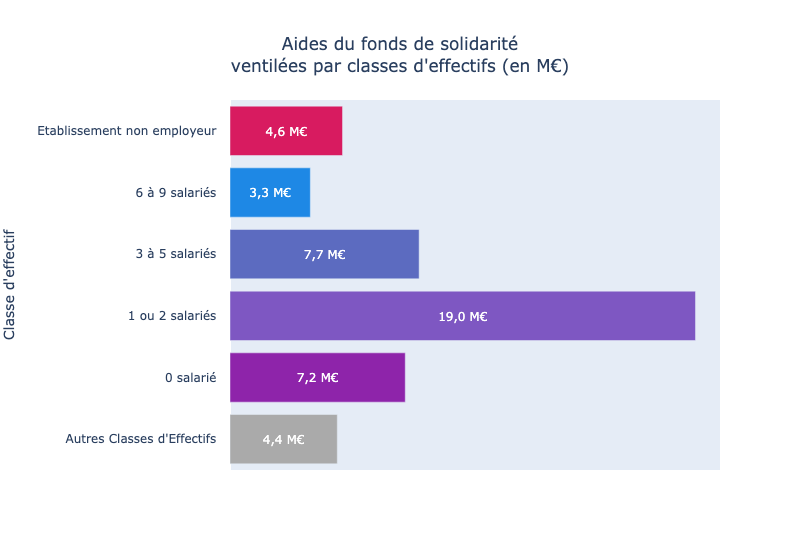 Aides du fonds de solidarité
ventilées par classes d'effectifs (en M€)
Classe d'effectif
Etablissement non employeur
4,6 M€
6 à 9 salariés
3,3 M€
3 à 5 salariés
7,7 M€
1 ou 2 salariés
19,0 M€
0 salarié
7,2 M€
Autres Classes d'Effectifs
4,4 M€